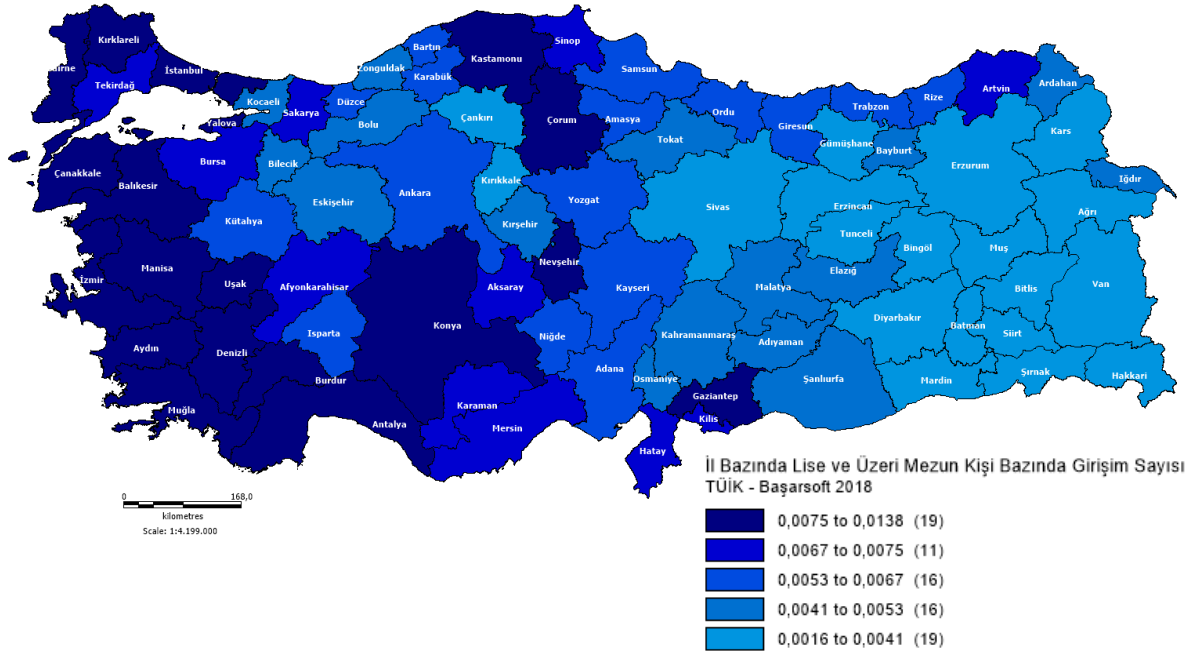 Kırklareli
Tekirdağ
İstanbul
Yalova
Kocaeli
Sakarya
Düzce
Zonguldak
Bartın
Karabük
Kastamonu
Sinop
Samsun
Çankırı
Çorum
Amasya
Ordu
Giresun
Trabzon
Rize
Artvin
Ardahan
Kars
Bolu
Tokat
Gümüşhane
Bayburt
Erzurum
Iğdır
Çanakkale
Balıkesir
Bursa
Bilecik
Eskişehir
Ankara
Kırıkkale
Kırşehir
Yozgat
Sivas
Erzincan
Tunceli
Bingöl
Muş
Ağrı
Kütahya
Manisa
İzmir
Uşak
Afyonkarahisar
Konya
Aksaray
Nevşehir
Kayseri
Malatya
Elazığ
Diyarbakır
Batman
Bitlis
Siirt
Van
Aydın
Denizli
Isparta
Burdur
Niğde
Adana
Kahramanmaraş
Adıyaman
Osmaniye
Şanlıurfa
Mardin
Şırnak
Hakkari
Muğla
Antalya
Karaman
Mersin
Gaziantep
Kilis
Hatay
0 168,0
kilometres
Scale: 1:4.199.000
İl Bazında Lise ve Üzeri Mezun Kişi Bazında Girişim Sayısı
TÜİK - Başarsoft 2018
0,0075 to 0,0138 (19)
0,0067 to 0,0075 (11)
0,0053 to 0,0067 (16)
0,0041 to 0,0053 (16)
0,0016 to 0,0041 (19)